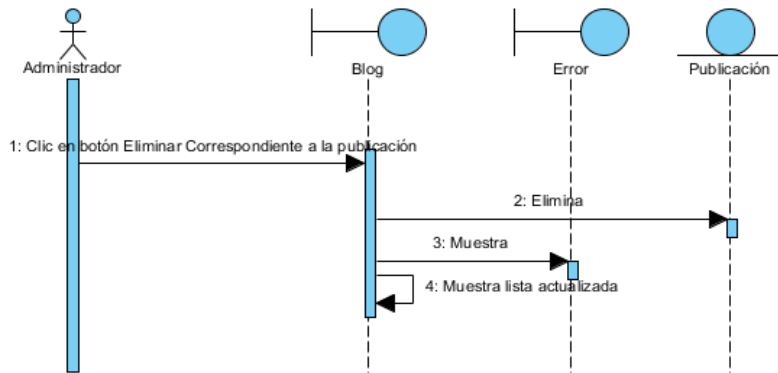 Administrador
Blog
Error
Publicación
1: Clic en botón Eliminar Correspondiente a la publicación
2: Elimina
3: Muestra
4: Muestra lista actualizada